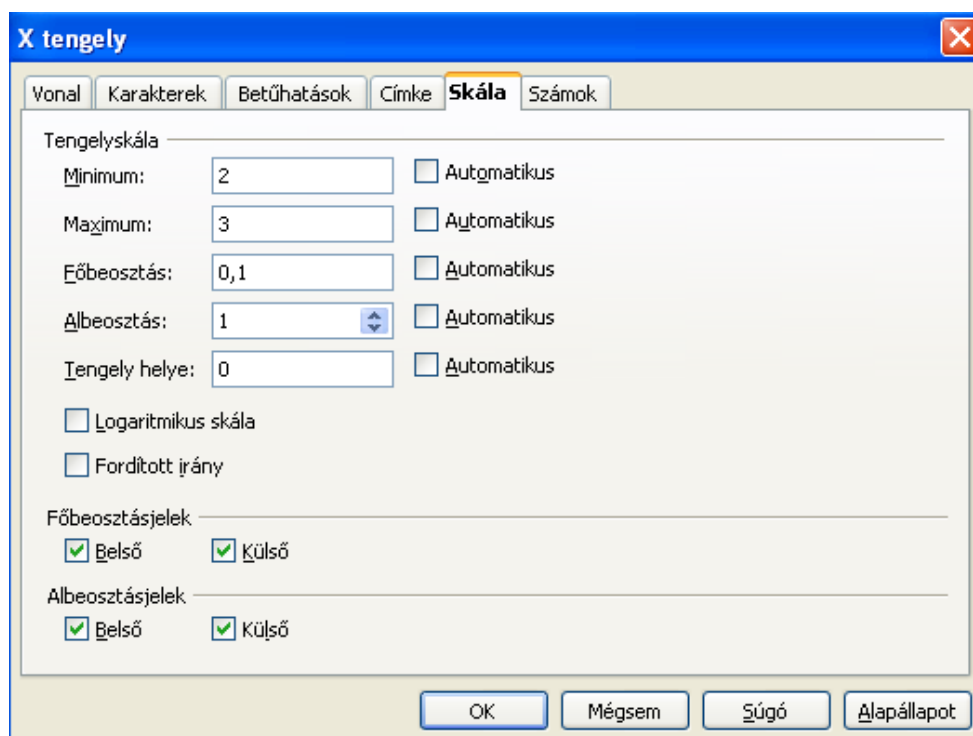 X tengely
Vonal Karakterek Betűhatások Címke Skála Számok
Tengelyskála
Minimum: 2 Automatikus
Maximum: 3 Automatikus
Főbeosztás: 0,1 Automatikus
Albeosztás: 1 Automatikus
Tengely helye: 0 Automatikus
Logaritmikus skála
Fordított irány
Főbeosztásjelek
Belső Külső
Albeosztásjelek
Belső Külső
OK Mégsem Súgó Alapállapot